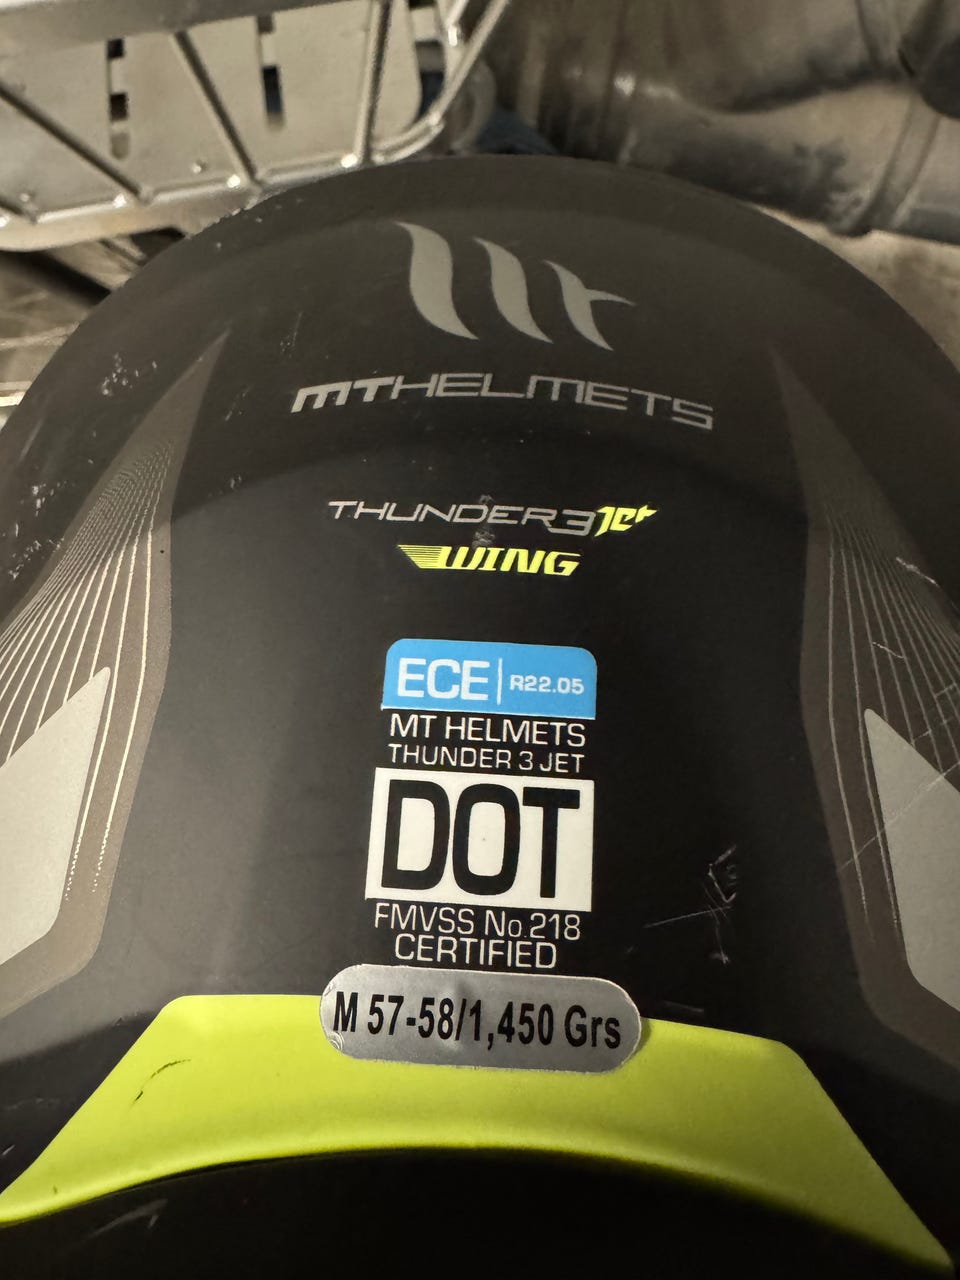 MTHELMETS
THUNDER3 Jet
WING
ECE | R22.05
MT HELMETS
THUNDER 3 JET
DOT
FMVSS No.218
CERTIFIED
M 57-58/1,450 Grs